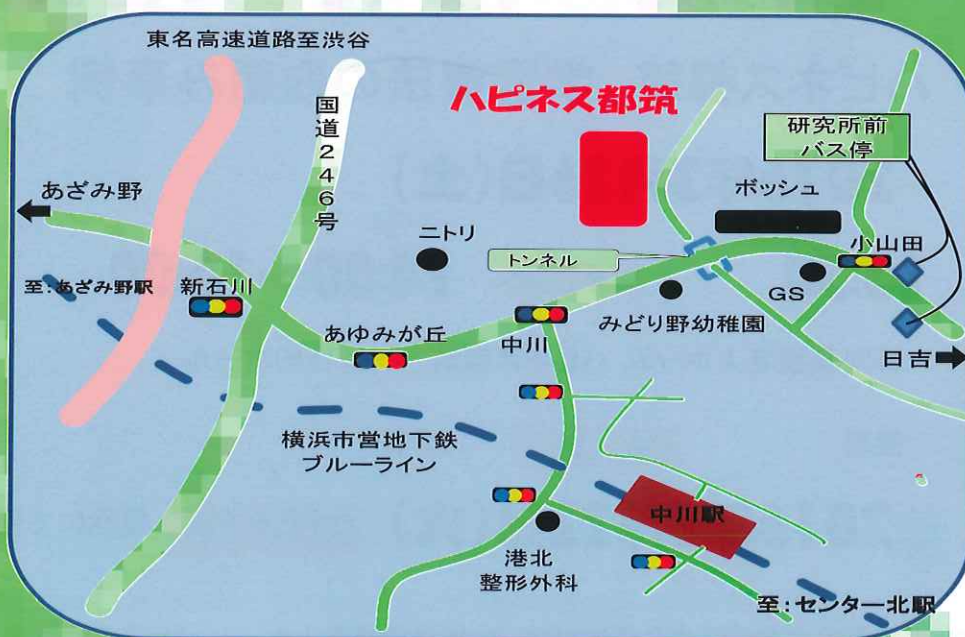 東名高速道路至渋谷
国道246号
ハピネス都筑
研究所前
バス停
あざみ野
ニトリ
ボッシュ
小山田
トンネル
至:あざみ野駅
新石川
GS
あゆみが丘
中川
みどり野幼稚園
日吉
横浜市営地下鉄
ブルーライン
中川駅
港北
整形外科
至:センター北駅